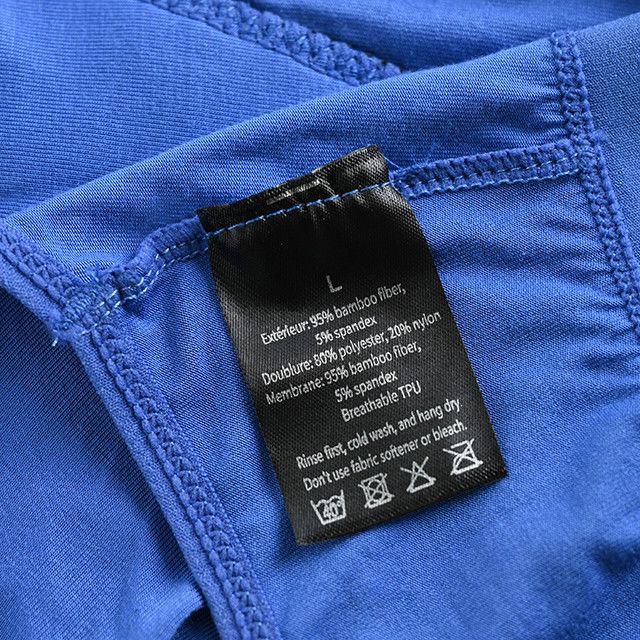 L
Extérieur: 95% bamboo fiber,
5% spandex
Doublure: 80% polyester, 20% nylon
Membrane: 95% bamboo fiber,
5% spandex
Breathable TPU
Rinse first, cold wash, and hang dry.
Don't use fabric softener or bleach.
40°